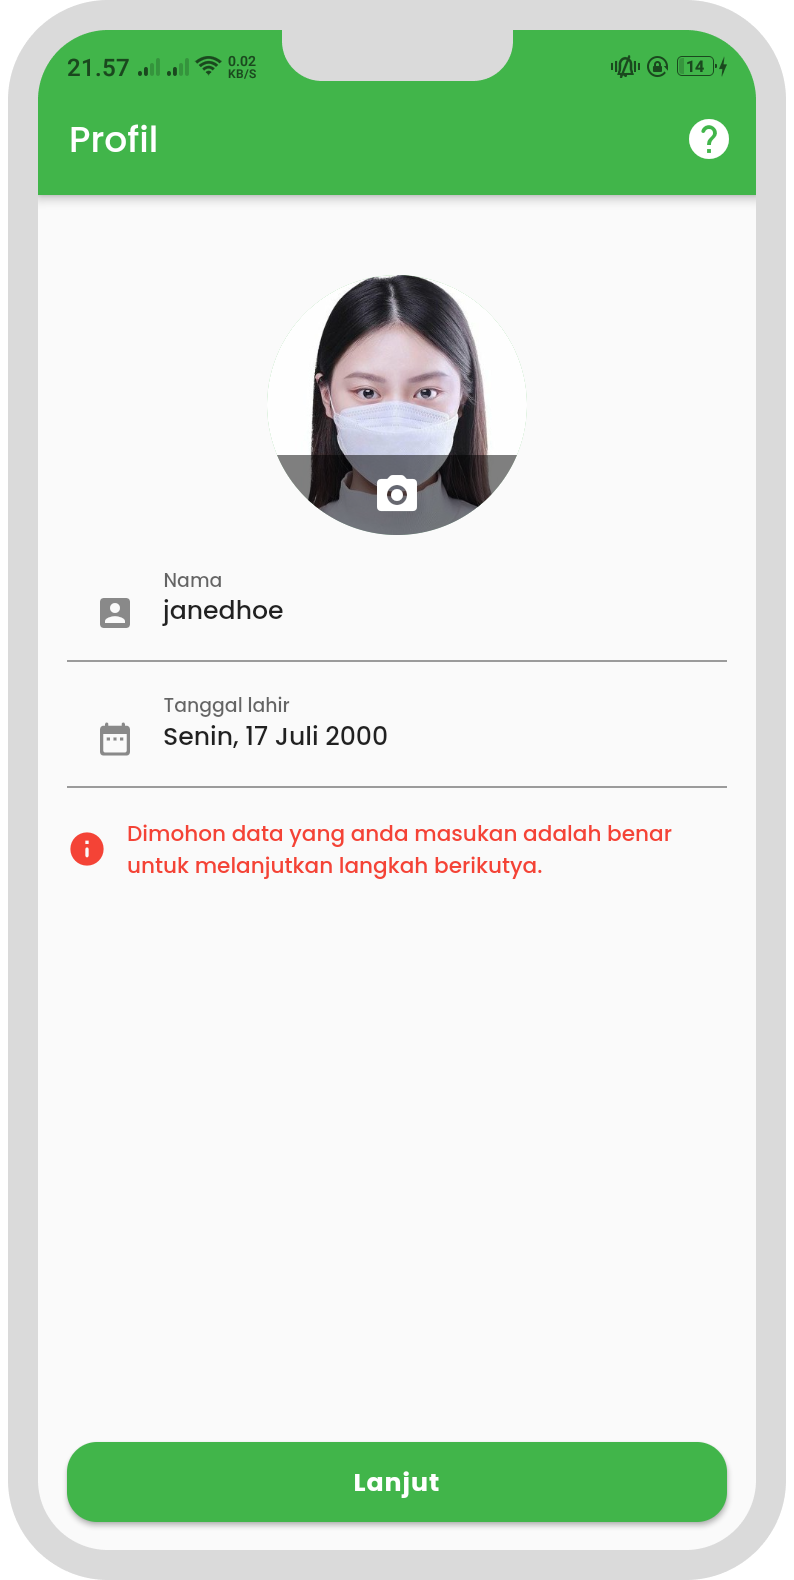 21.57
0.02
KB/S
14
Profil
Nama
janedhoe
Tanggal lahir
Senin, 17 Juli 2000
Dimohon data yang anda masukan adalah benar
untuk melanjutkan langkah berikutya.
Lanjut